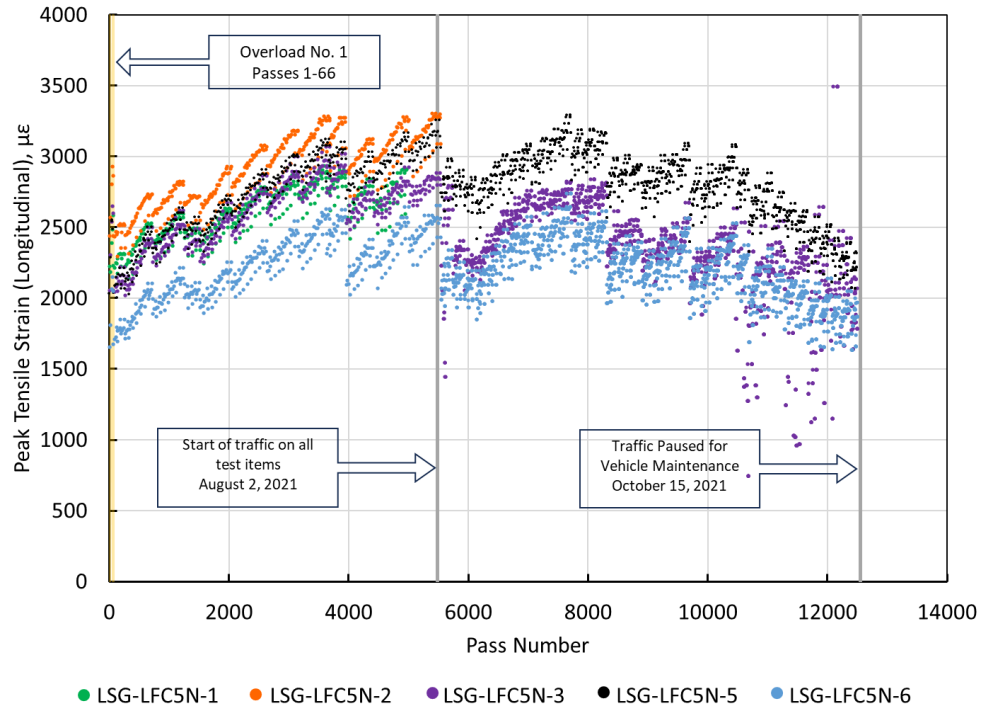 4000
3500
3000
2500
2000
1500
1000
500
0
Peak Tensile Strain (Longitudinal), με
Overload No. 1
Passes 1-66
Start of traffic on all
test items
August 2, 2021
Traffic Paused for
Vehicle Maintenance
October 15, 2021
0 2000 4000 6000 8000 10000 12000 14000
Pass Number
LSG-LFC5N-1 LSG-LFC5N-2 LSG-LFC5N-3 LSG-LFC5N-5 LSG-LFC5N-6